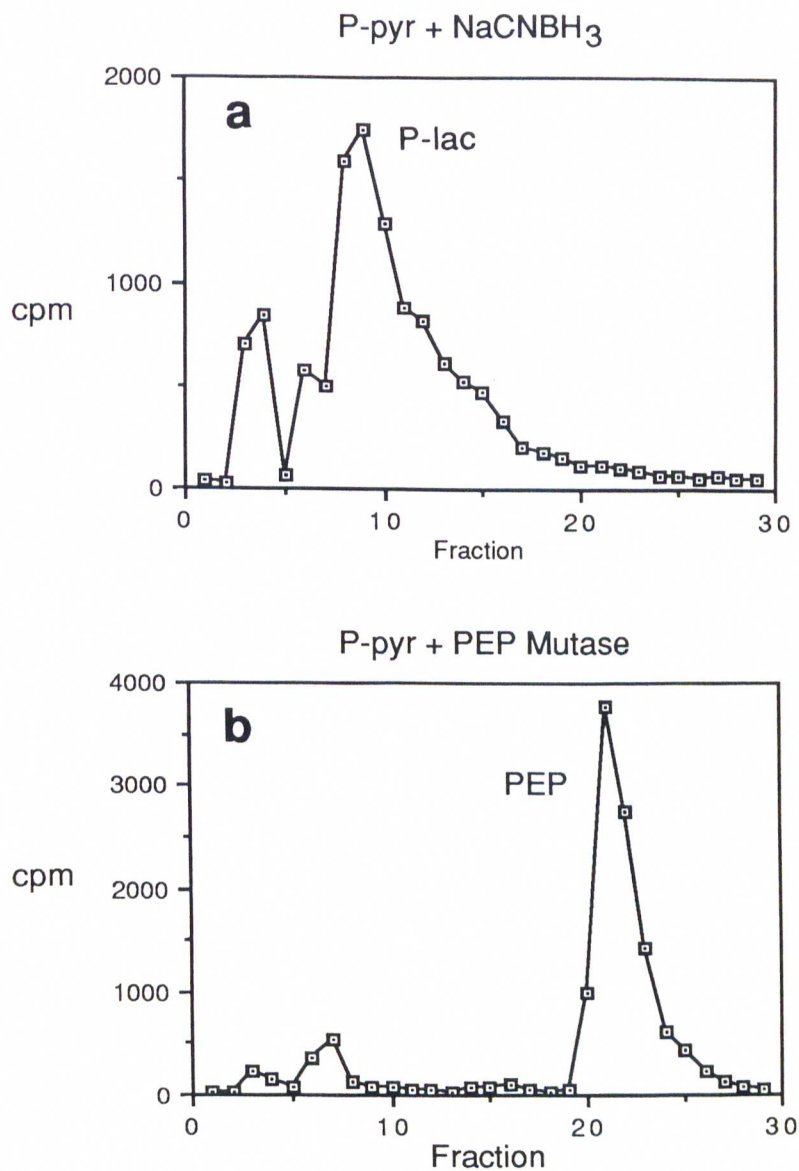 P-pyr + NaCNBH3
2000
a
P-lac
1000
cpm
0
0 10 20 30
Fraction
P-pyr + PEP Mutase
4000
b
PEP
3000
cpm
2000
1000
0
0 10 20 30
Fraction